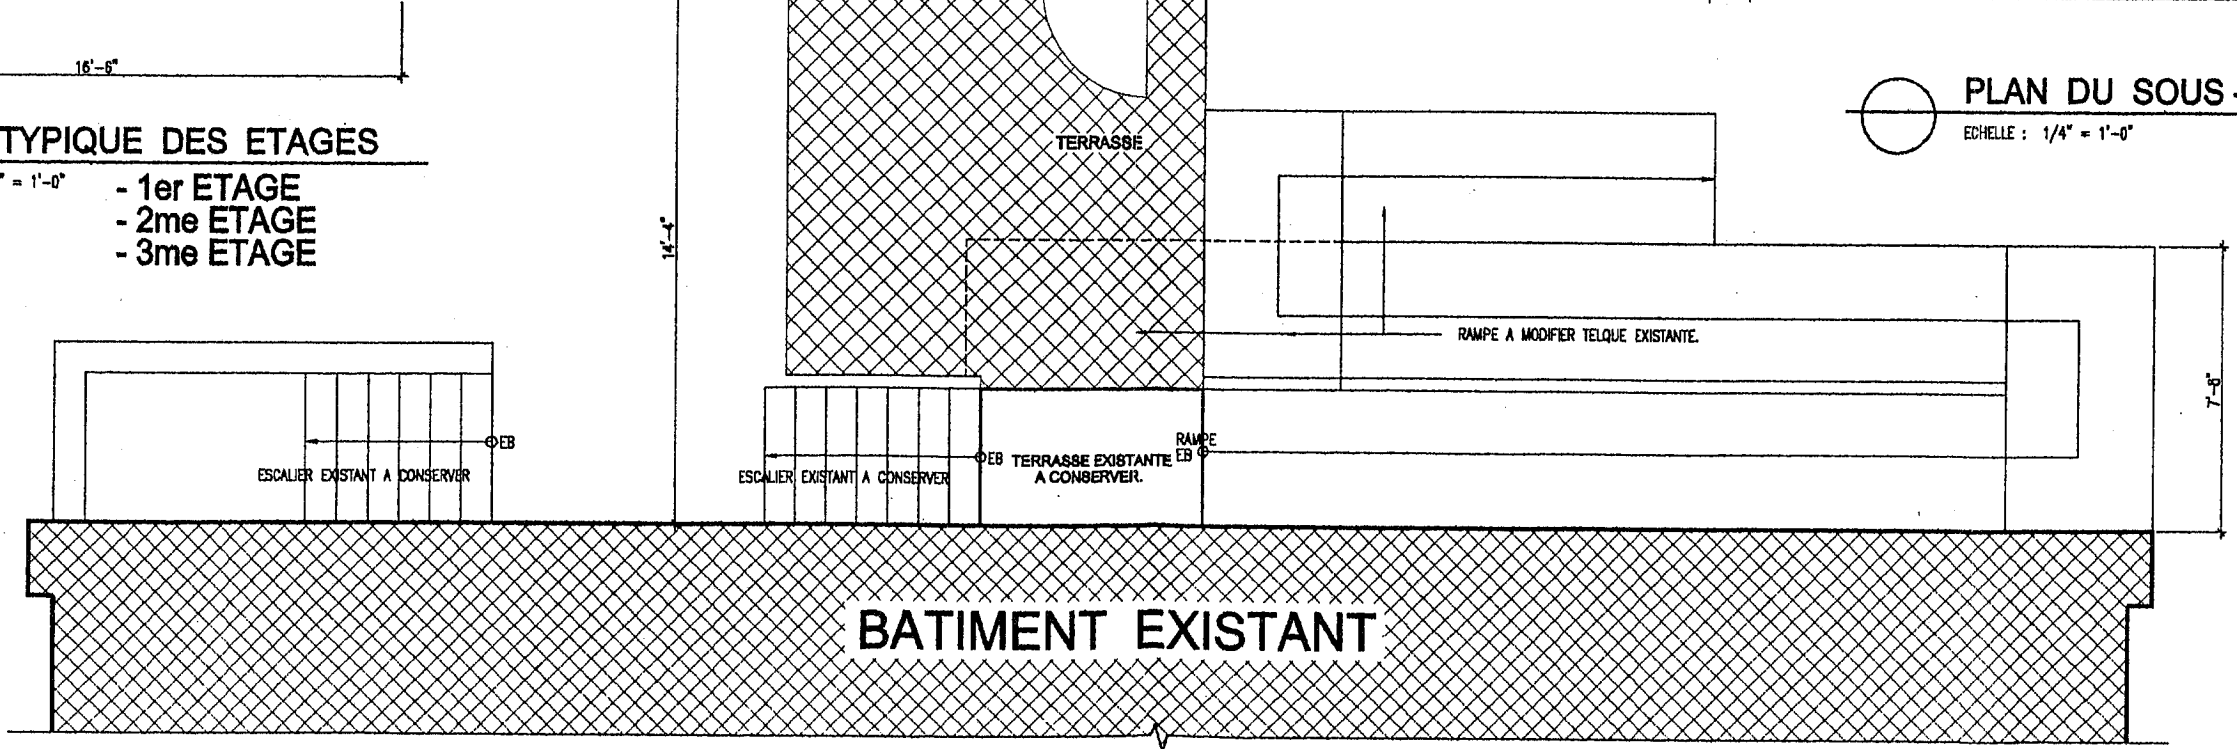 16'-6"
TYPIQUE DES ETAGES
" = 1'-0"
- 1er ETAGE
- 2me ETAGE
- 3me ETAGE
14'-4"
TERRASSE
PLAN DU SOUS-
ECHELLE : 1/4" = 1'-0"
RAMPE A MODIFIER TELQUE EXISTANTE.
7'-8"
EB
ESCALIER EXISTANT A CONSERVER
EB
ESCALIER EXISTANT A CONSERVER
TERRASSE EXISTANTE
A CONSERVER.
RAMPE
EB
BATIMENT EXISTANT